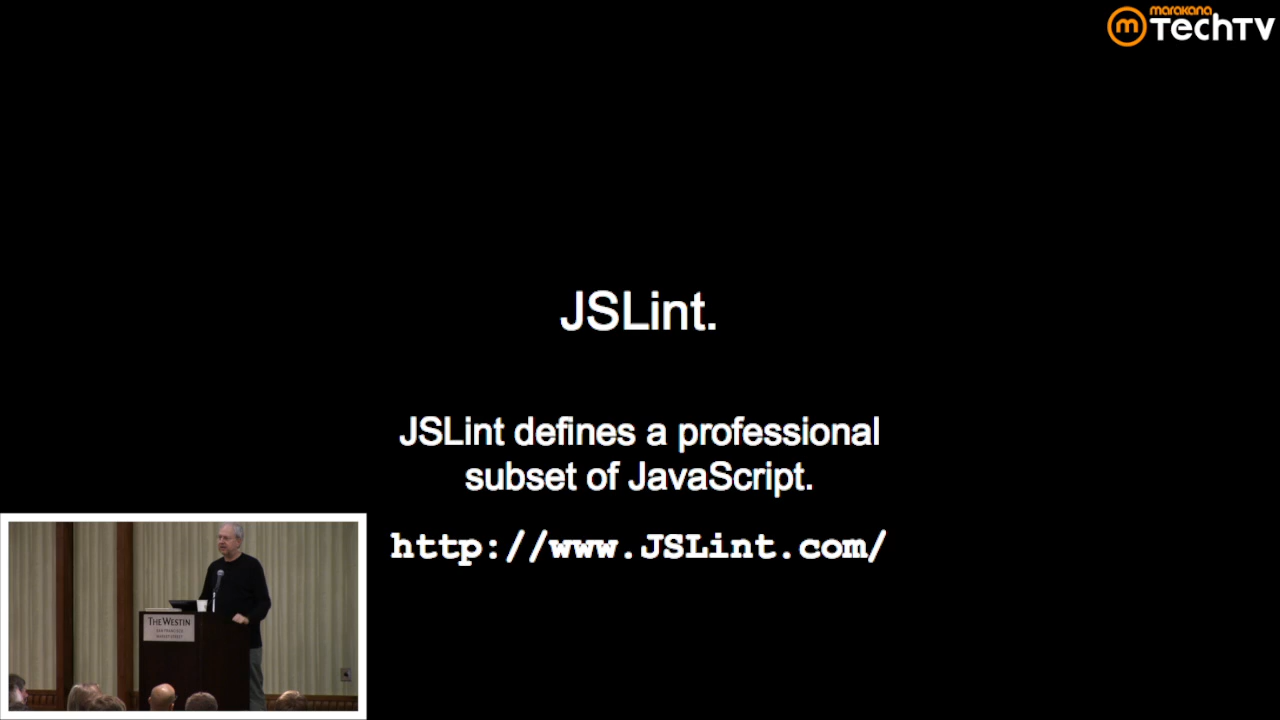 marakana
TechTV
JSLint.
JSLint defines a professional
subset of JavaScript.
http://www.JSLint.com/
THE WESTIN